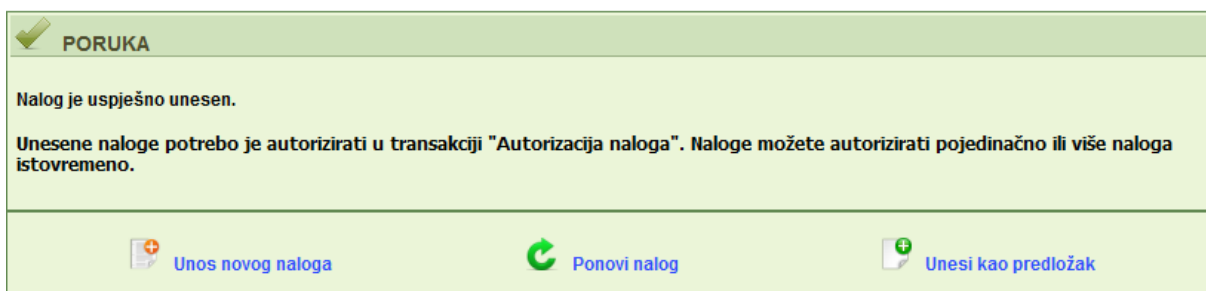 PORUKA
Nalog je uspješno unesen.
Unesene naloge potrebo je autorizirati u transakciji "Autorizacija naloga". Naloge možete autorizirati pojedinačno ili više naloga
istovremeno.
Unos novog naloga Ponovi nalog Unesi kao predložak